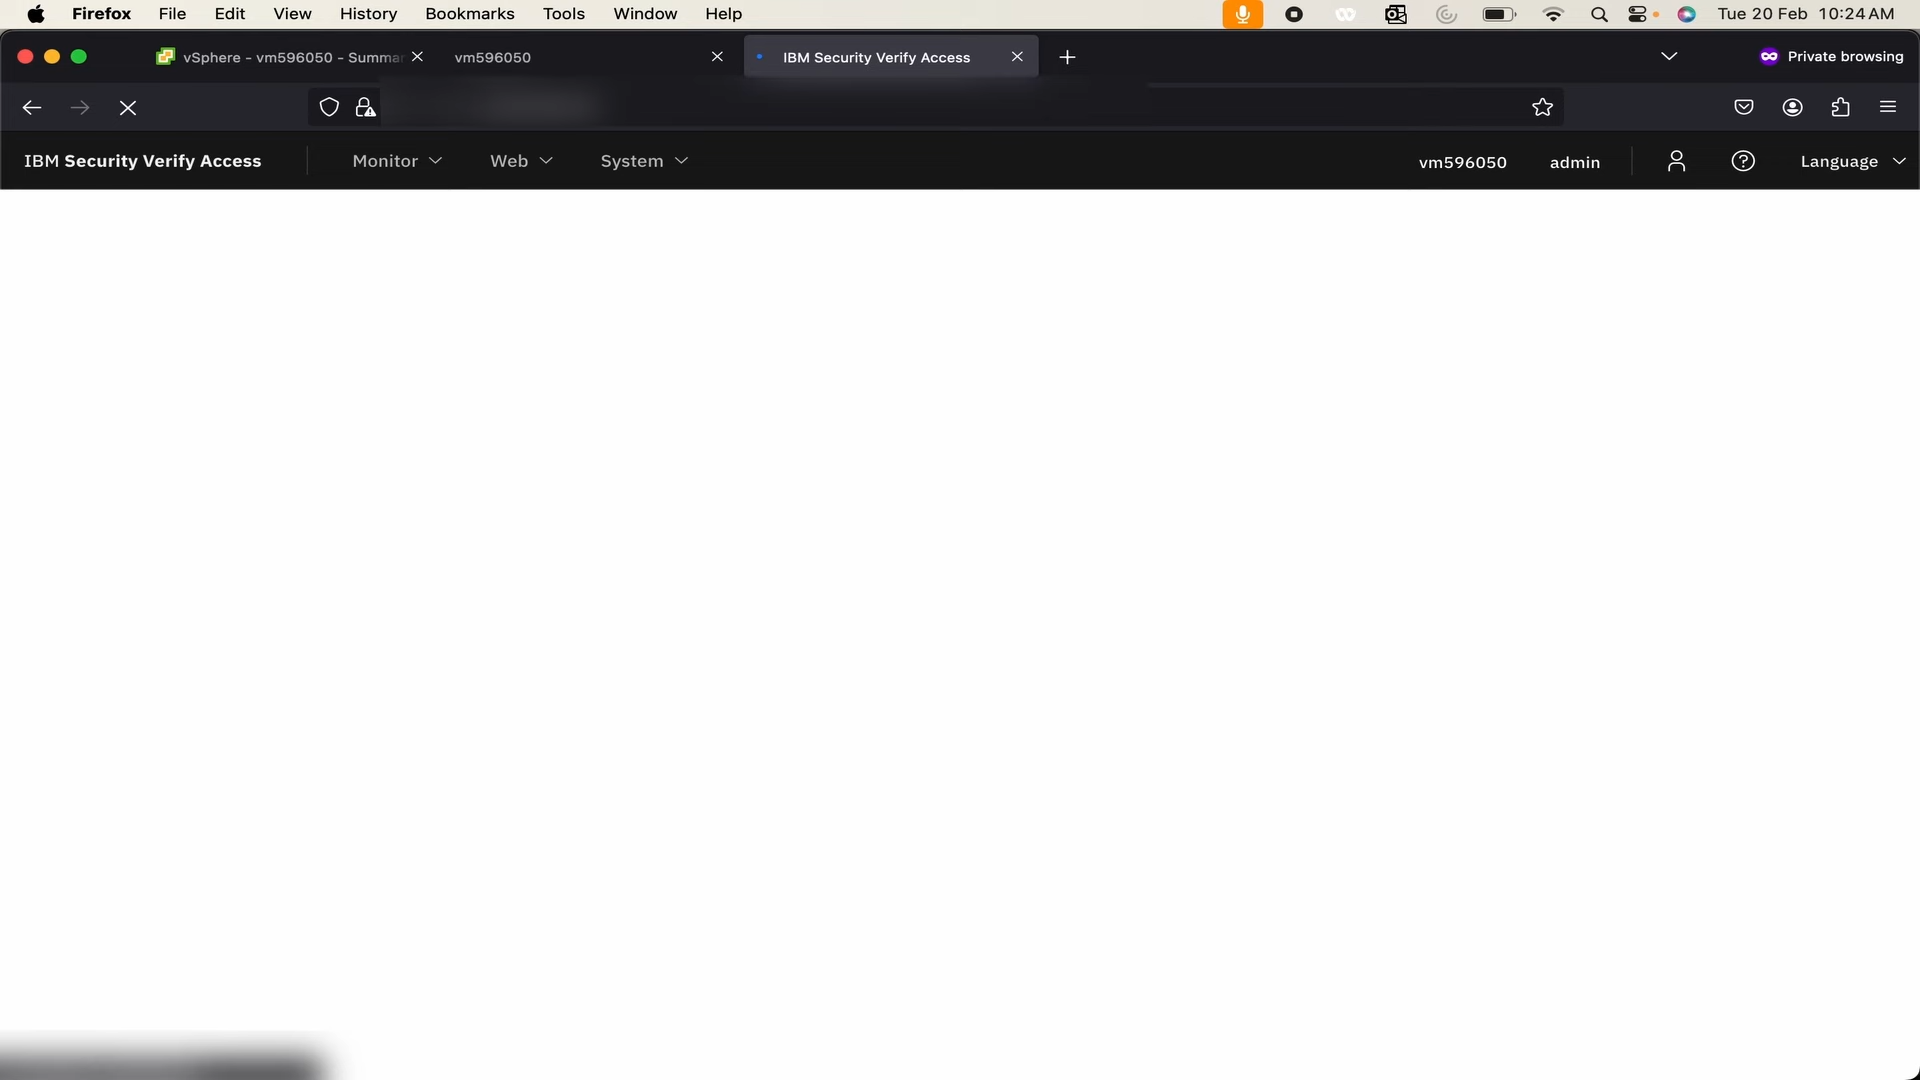 Firefox File Edit View History Bookmarks Tools Window Help Tue 20 Feb 10:24 AM
vSphere - vm596050 - Summar vm596050 IBM Security Verify Access Private browsing
IBM Security Verify Access Monitor Web System vm596050 admin Language